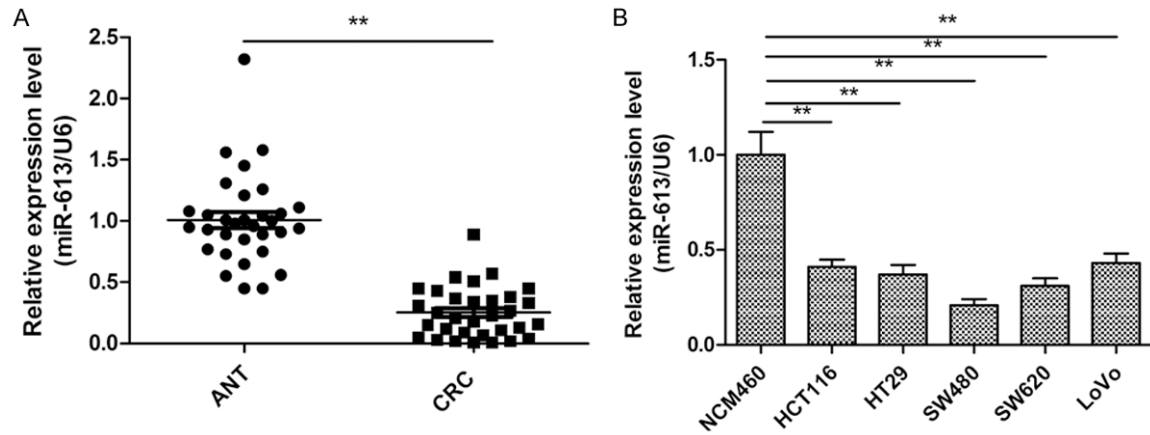 A
Relative expression level
(miR-613/U6)
2.5
2.0
1.5
1.0
0.5
0.0
**
ANT
CRC
B
Relative expression level
(miR-613/U6)
1.5
1.0
0.5
0.0
**
**
**
**
**
NCM460
HCT116
HT29
SW480
SW620
LoVo